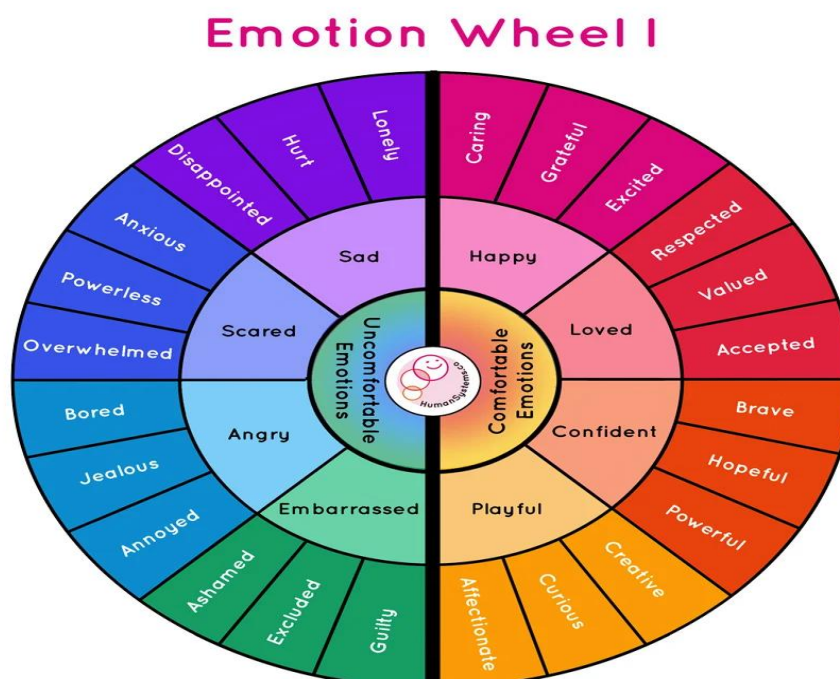 Emotion Wheel I
Uncomfortable
Emotions
Comfortable
Emotions
HumanSystems.co
Happy
Caring
Grateful
Excited
Loved
Respected
Valued
Accepted
Confident
Brave
Hopeful
Powerful
Playful
Creative
Curious
Affectionate
Embarrassed
Guilty
Excluded
Ashamed
Angry
Annoyed
Jealous
Bored
Scared
Overwhelmed
Powerless
Anxious
Sad
Disappointed
Hurt
Lonely